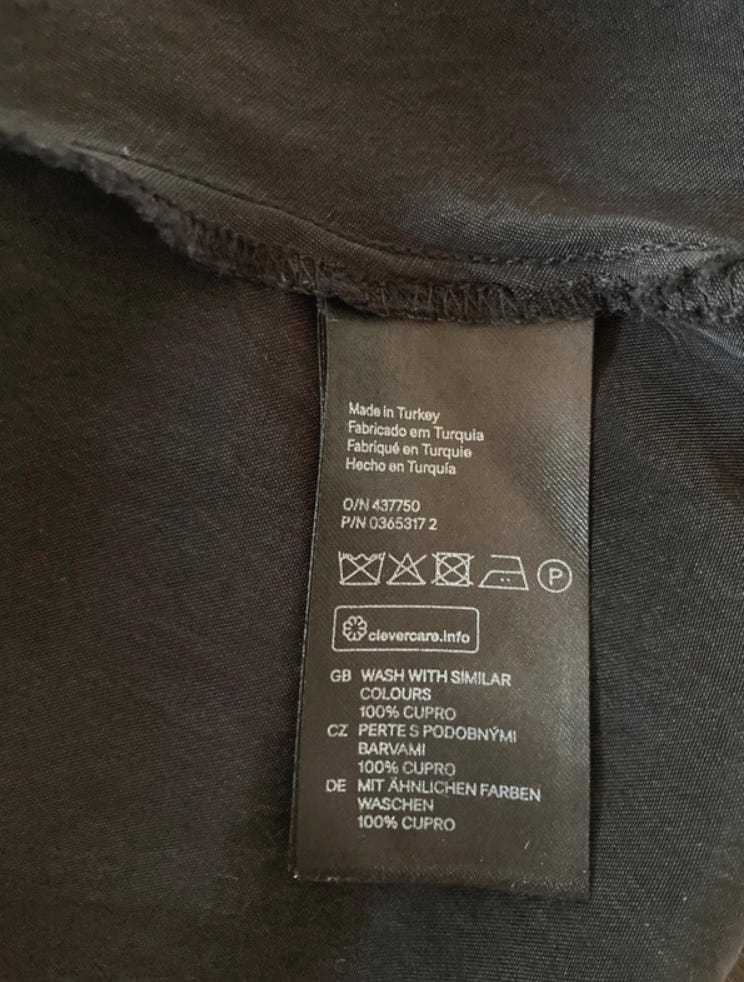 Made in Turkey
Fabricado em Turquia
Fabriqué en Turquie
Hecho en Turquía
O/N 437750
P/N 0365317 2
P
clevercare.info
GB WASH WITH SIMILAR
COLOURS
100% CUPRO
CZ PERTE S PODOBNÝMI
BARVAMI
100% CUPRO
DE MIT ÄHNLICHEN FARBEN
WASCHEN
100% CUPRO